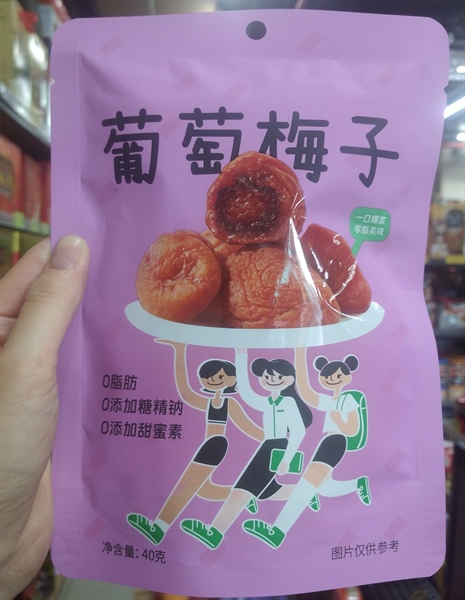 葡萄梅子
一口爆浆
零脂美味
0脂肪
0添加糖精钠
0添加甜蜜素
净含量: 40克
图片仅供参考